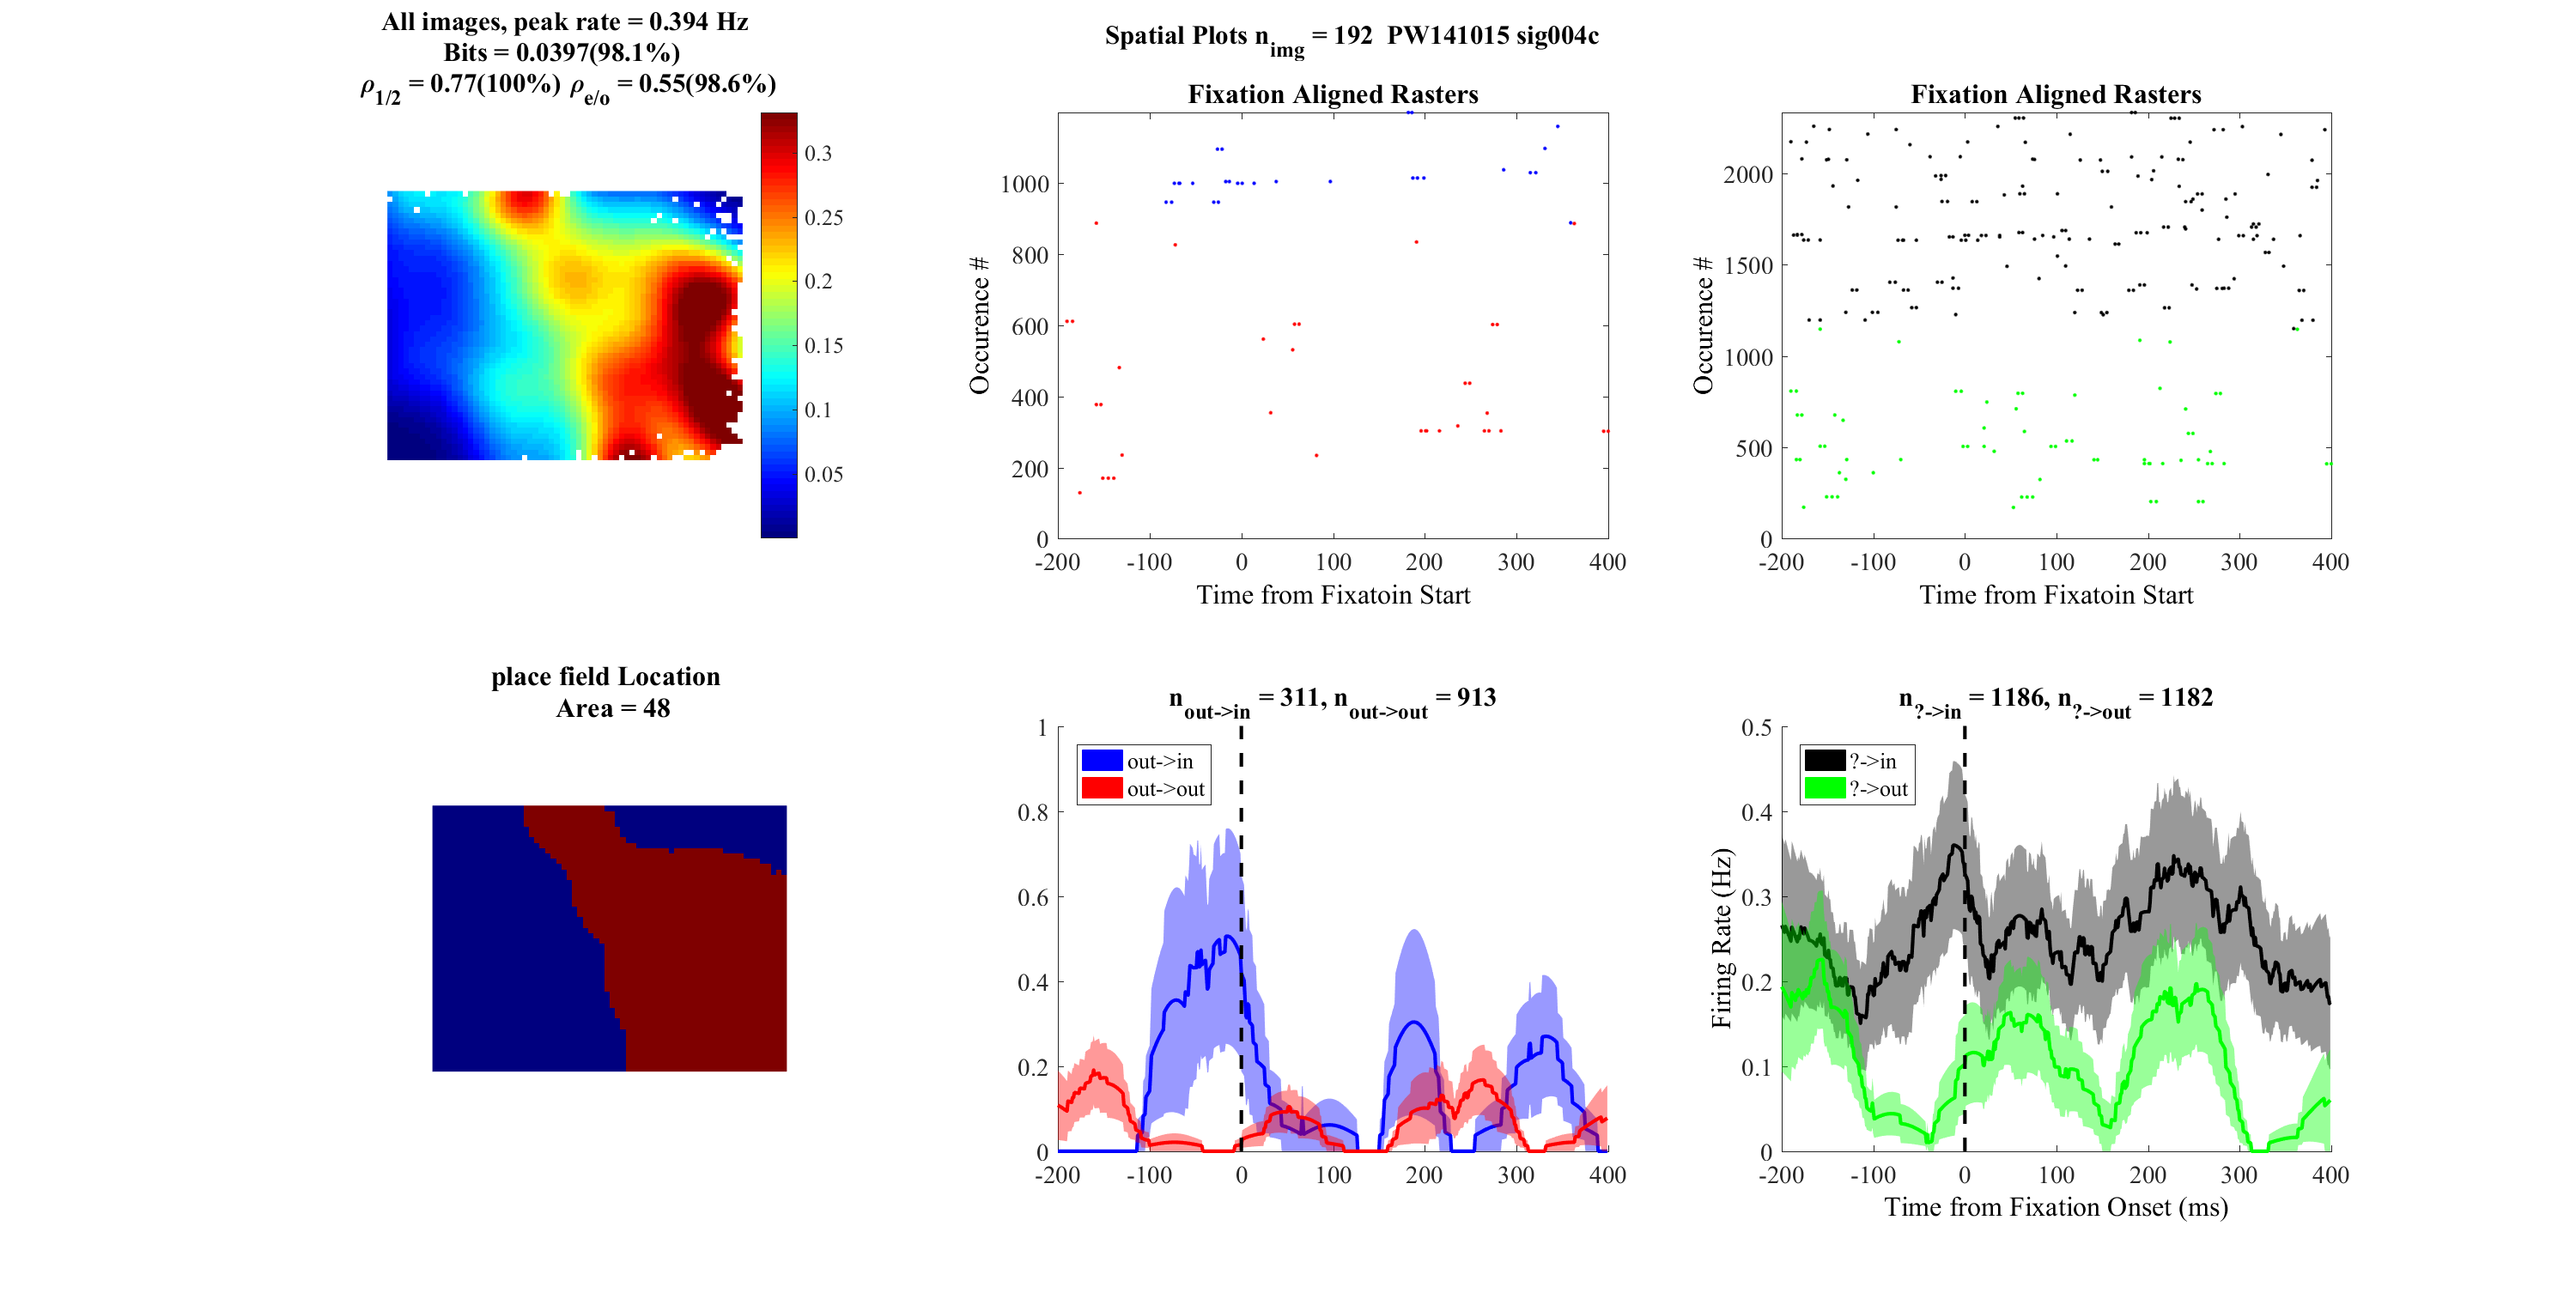 All images, peak rate = 0.394 Hz
Bits = 0.0397(98.1%)
ρ1/2 = 0.77(100%) ρe/o = 0.55(98.6%)
0.3
0.25
0.2
0.15
0.1
0.05
Spatial Plots nimg = 192 PW141015 sig004c
Fixation Aligned Rasters
Occurence #
1000
800
600
400
200
0
-200 -100 0 100 200 300 400
Time from Fixatoin Start
Fixation Aligned Rasters
Occurence #
2000
1500
1000
500
0
-200 -100 0 100 200 300 400
Time from Fixatoin Start
place field Location
Area = 48
nout->in = 311, nout->out = 913
1
0.8
0.6
0.4
0.2
0
out->in
out->out
-200 -100 0 100 200 300 400
n?->in = 1186, n?->out = 1182
Firing Rate (Hz)
0.5
0.4
0.3
0.2
0.1
0
?->in
?->out
-200 -100 0 100 200 300 400
Time from Fixation Onset (ms)